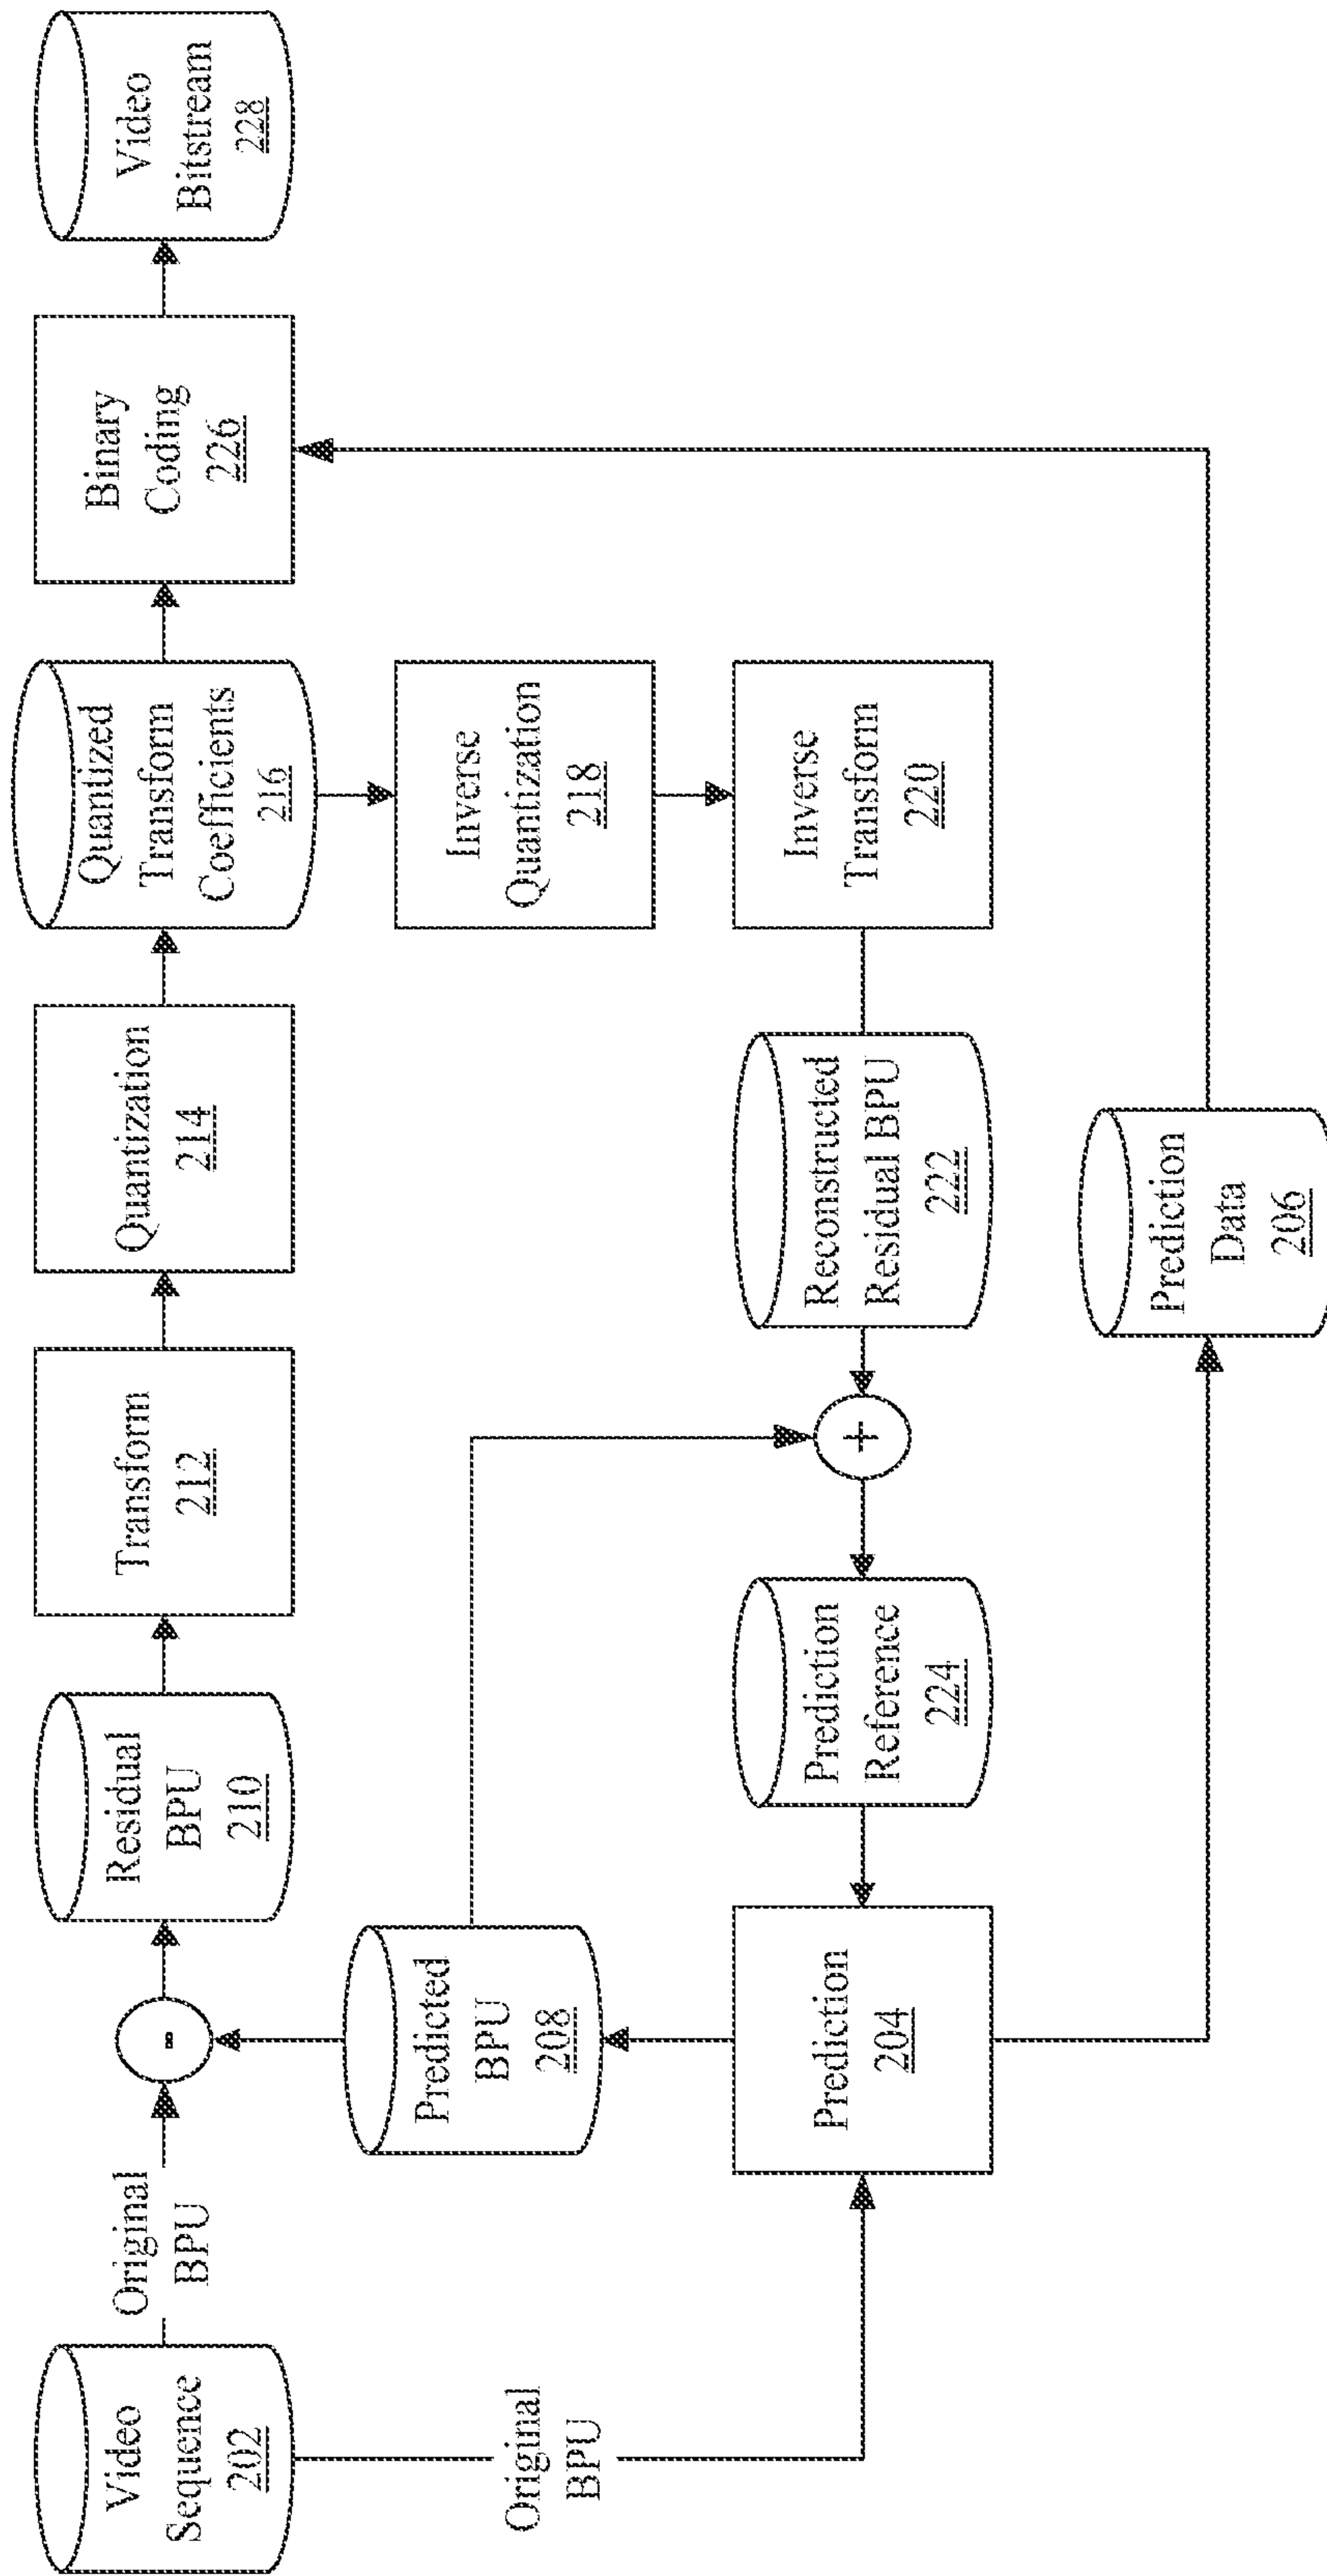 Video
Sequence
202
Original
BPU
-
Residual
BPU
210
Transform
212
Quantization
214
Quantized
Transform
Coefficients
216
Binary
Coding
226
Video
Bitstream
228
Predicted
BPU
208
Inverse
Quantization
218
Original
BPU
Prediction
204
Prediction
Reference
224
+
Reconstructed
Residual BPU
222
Inverse
Transform
220
Prediction
Data
206